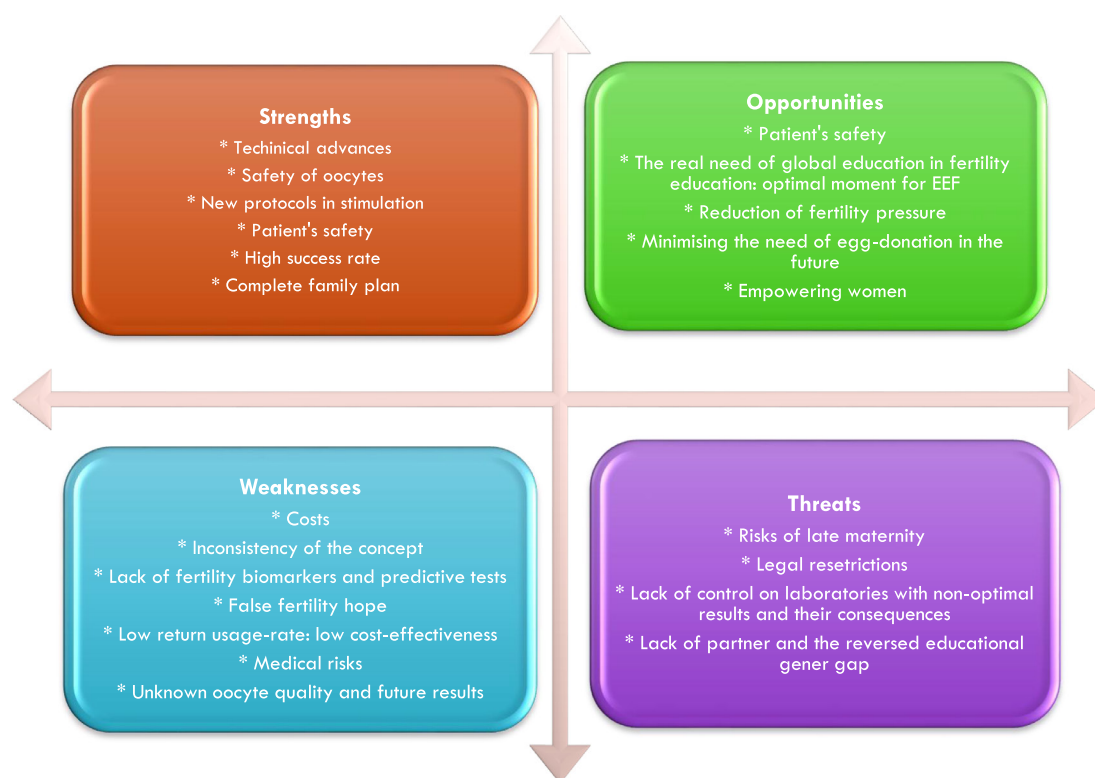 Strengths
* Techinical advances
* Safety of oocytes
* New protocols in stimulation
* Patient's safety
* High success rate
* Complete family plan
Opportunities
* Patient's safety
* The real need of global education in fertility
education: optimal moment for EEF
* Reduction of fertility pressure
* Minimising the need of egg-donation in the
future
* Empowering women
Weaknesses
* Costs
* Inconsistency of the concept
* Lack of fertility biomarkers and predictive tests
* False fertility hope
* Low return usage-rate: low cost-effectiveness
* Medical risks
* Unknown oocyte quality and future results
Threats
* Risks of late maternity
* Legal resetrictions
* Lack of control on laboratories with non-optimal
results and their consequences
* Lack of partner and the reversed educational
gener gap